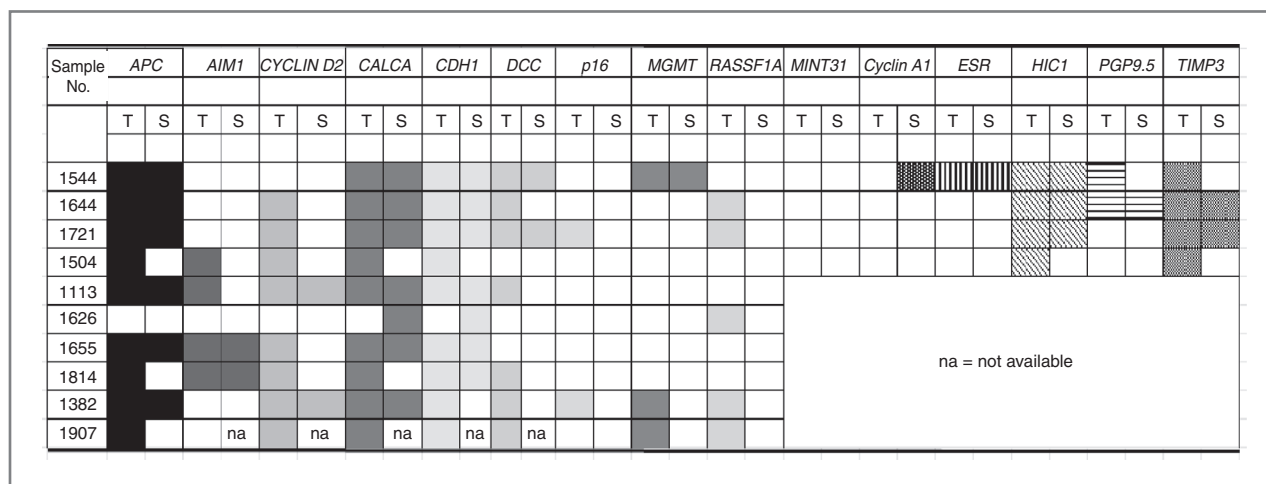 Sample No. APC AIM1 CYCLIN D2 CALCA CDH1 DCC p16 MGMT RASSF1A MINT31 Cyclin A1 ESR HIC1 PGP9.5 TIMP3
T S T S T S T S T S T S T S T S T S T S T S T S T S T S T S
1544
1644
1721
1504
1113
1626
1655
1814
na = not available
1382
1907 na na na na na